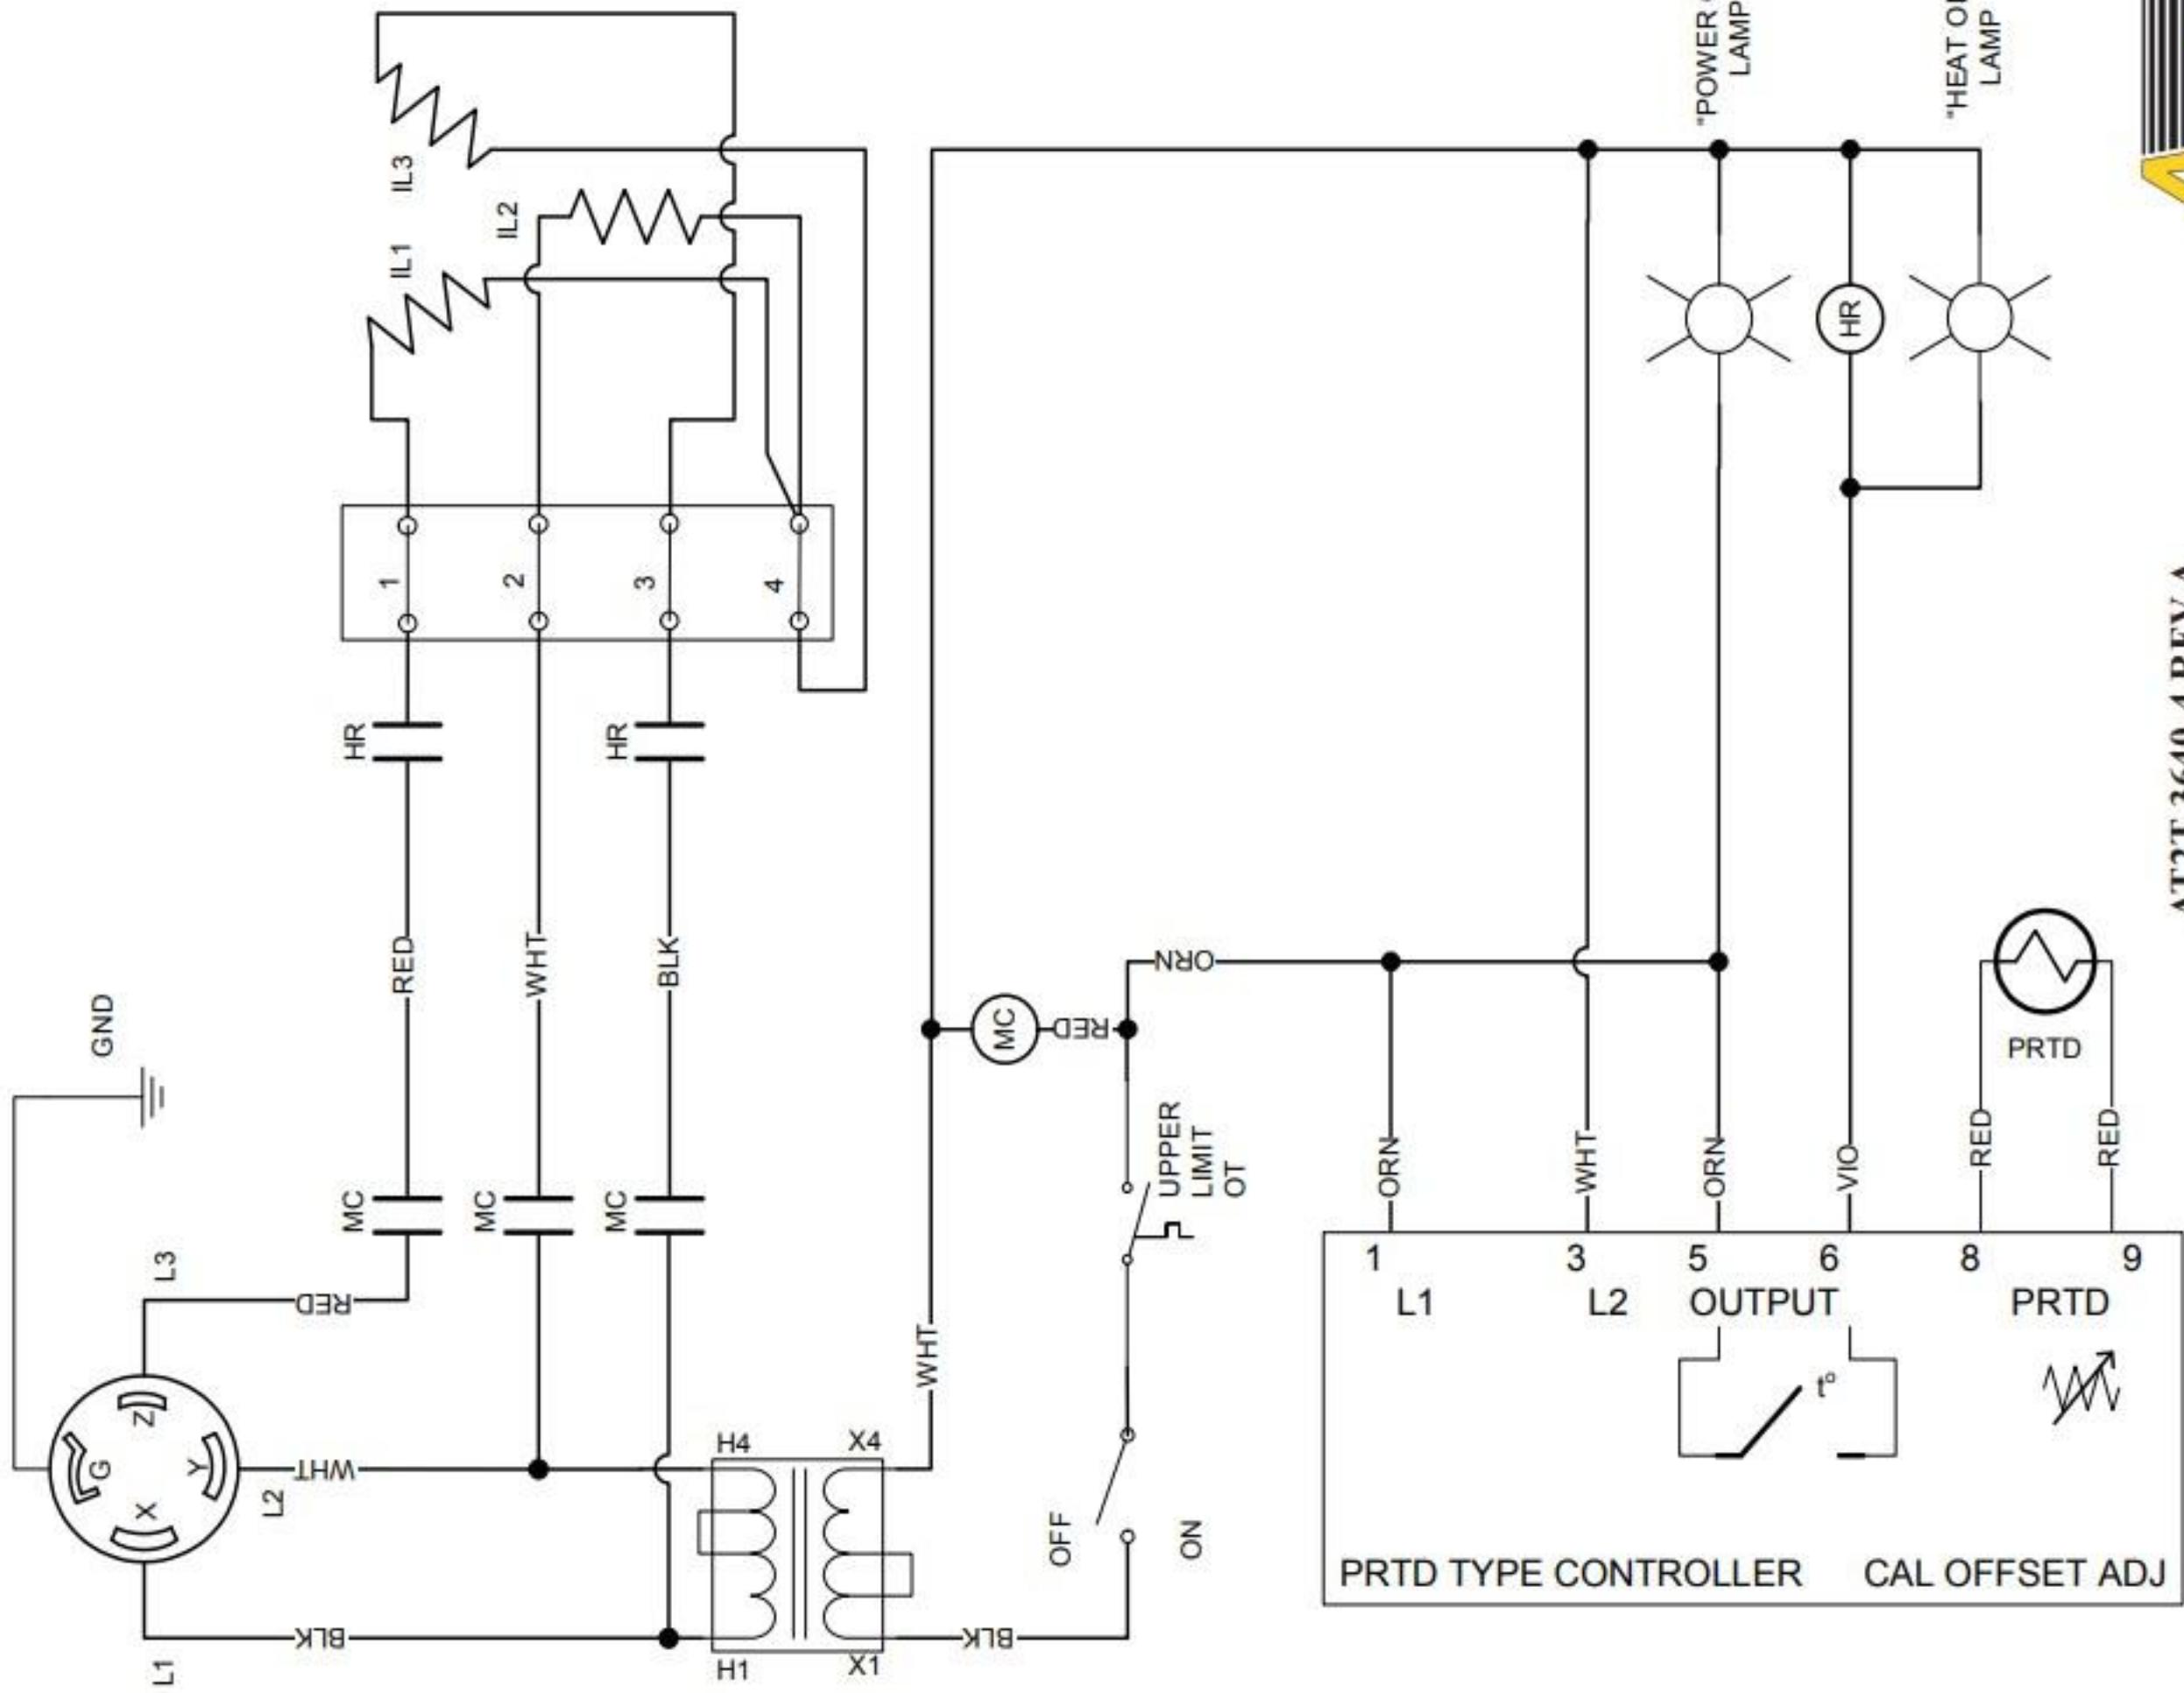 GND
IL3
IL1
IL2
"POWER
LAMP
"HEAT
LAMP
1
2
3
4
HR
HR
RED
WHT
BLK
MC
MC
MC
L3
RED
Z
G
Y
X
WHT
L2
BLK
L1
H4
X4
H1
X1
WHT
BLK
OFF
ON
UPPER
LIMIT
OT
MC
RED
ORN
HR
ORN
WHT
ORN
VIO
RED
RED
PRTD
1
3
5
6
8
9
L1
L2
OUTPUT
PRTD
t°
PRTD TYPE CONTROLLER
CAL OFFSET ADJ